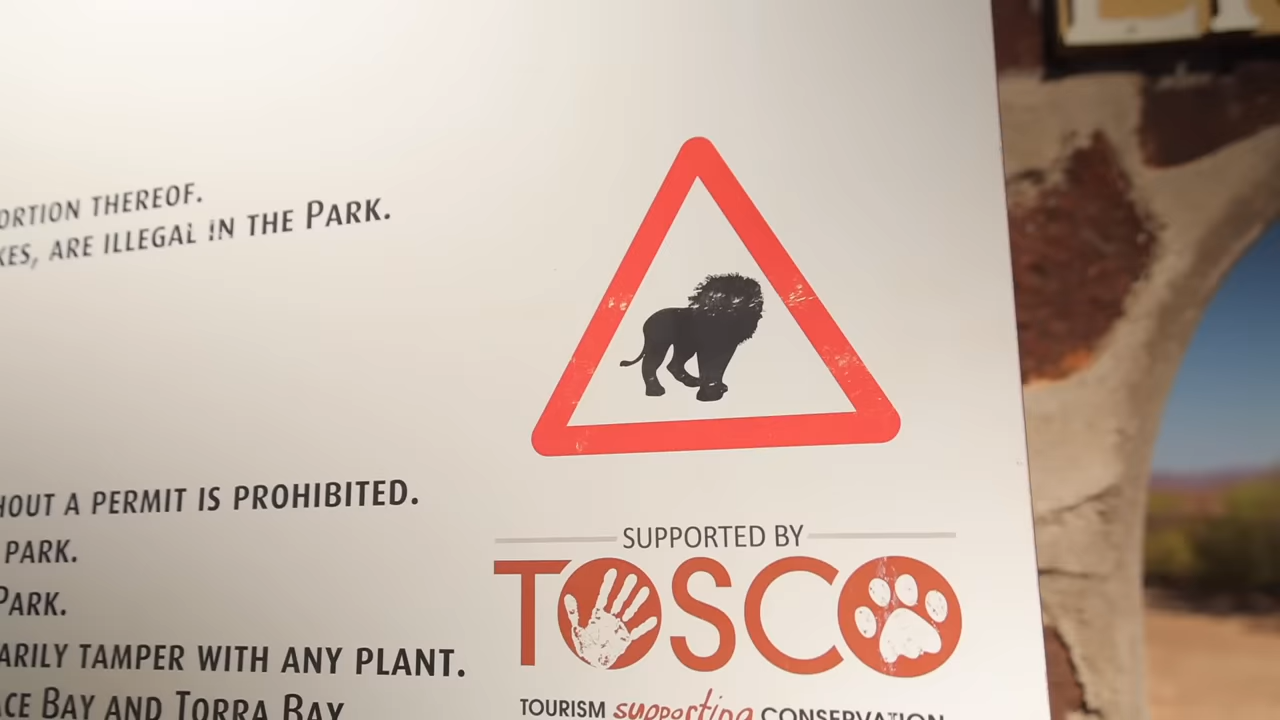 ORTION THEREOF.
KES, ARE ILLEGAL IN THE PARK.
HOUT A PERMIT IS PROHIBITED.
PARK.
PARK.
ARILY TAMPER WITH ANY PLANT.
ACE BAY AND TORRA BAY
SUPPORTED BY
TOSCO
TOURISM supporting CONSERVATION